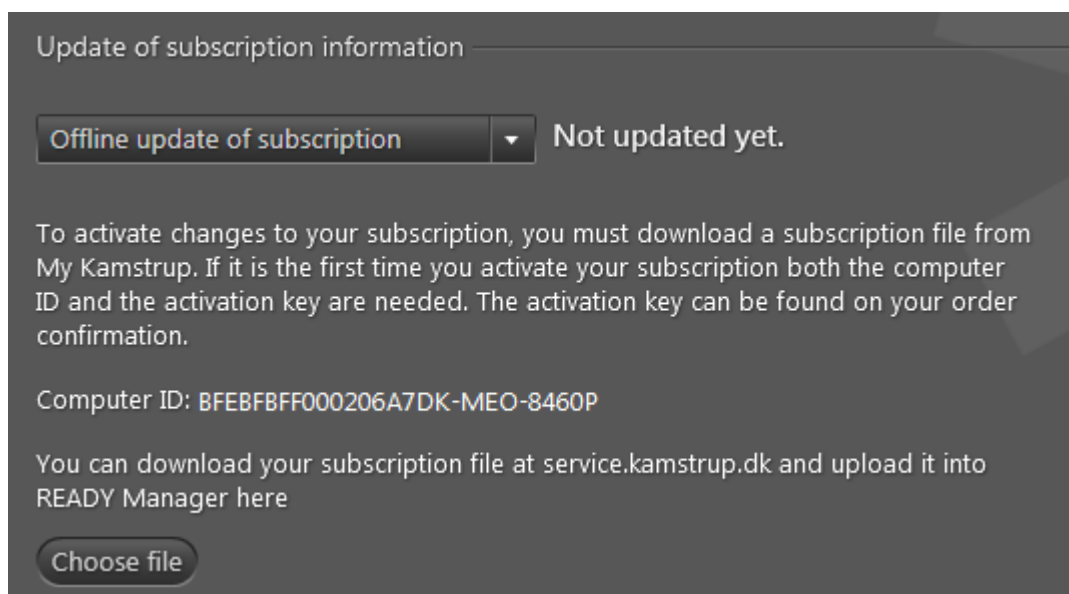 Update of subscription information
Offline update of subscription
Not updated yet.
To activate changes to your subscription, you must download a subscription file from
My Kamstrup. If it is the first time you activate your subscription both the computer
ID and the activation key are needed. The activation key can be found on your order
confirmation.
Computer ID: BFEBFBFF000206A7DK-MEO-8460P
You can download your subscription file at service.kamstrup.dk and upload it into
READY Manager here
Choose file